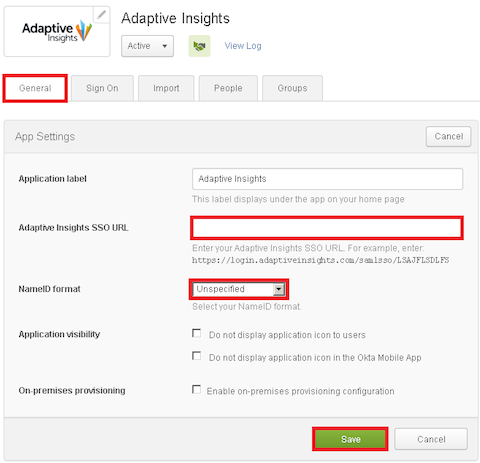 Adaptive Insights
Adaptive
Insights
Active
View Log
General
Sign On
Import
People
Groups
App Settings
Cancel
Application label
Adaptive Insights
This label displays under the app on your home page
Adaptive Insights SSO URL
Enter your Adaptive Insights SSO URL. For example, enter:
https://login.adaptiveinsights.com/samlsso/LSAJFLSDLFS
NameID format
Unspecified
Select your NameID format.
Application visibility
Do not display application icon to users
Do not display application icon in the Okta Mobile App
On-premises provisioning
Enable on-premises provisioning configuration
Save
Cancel